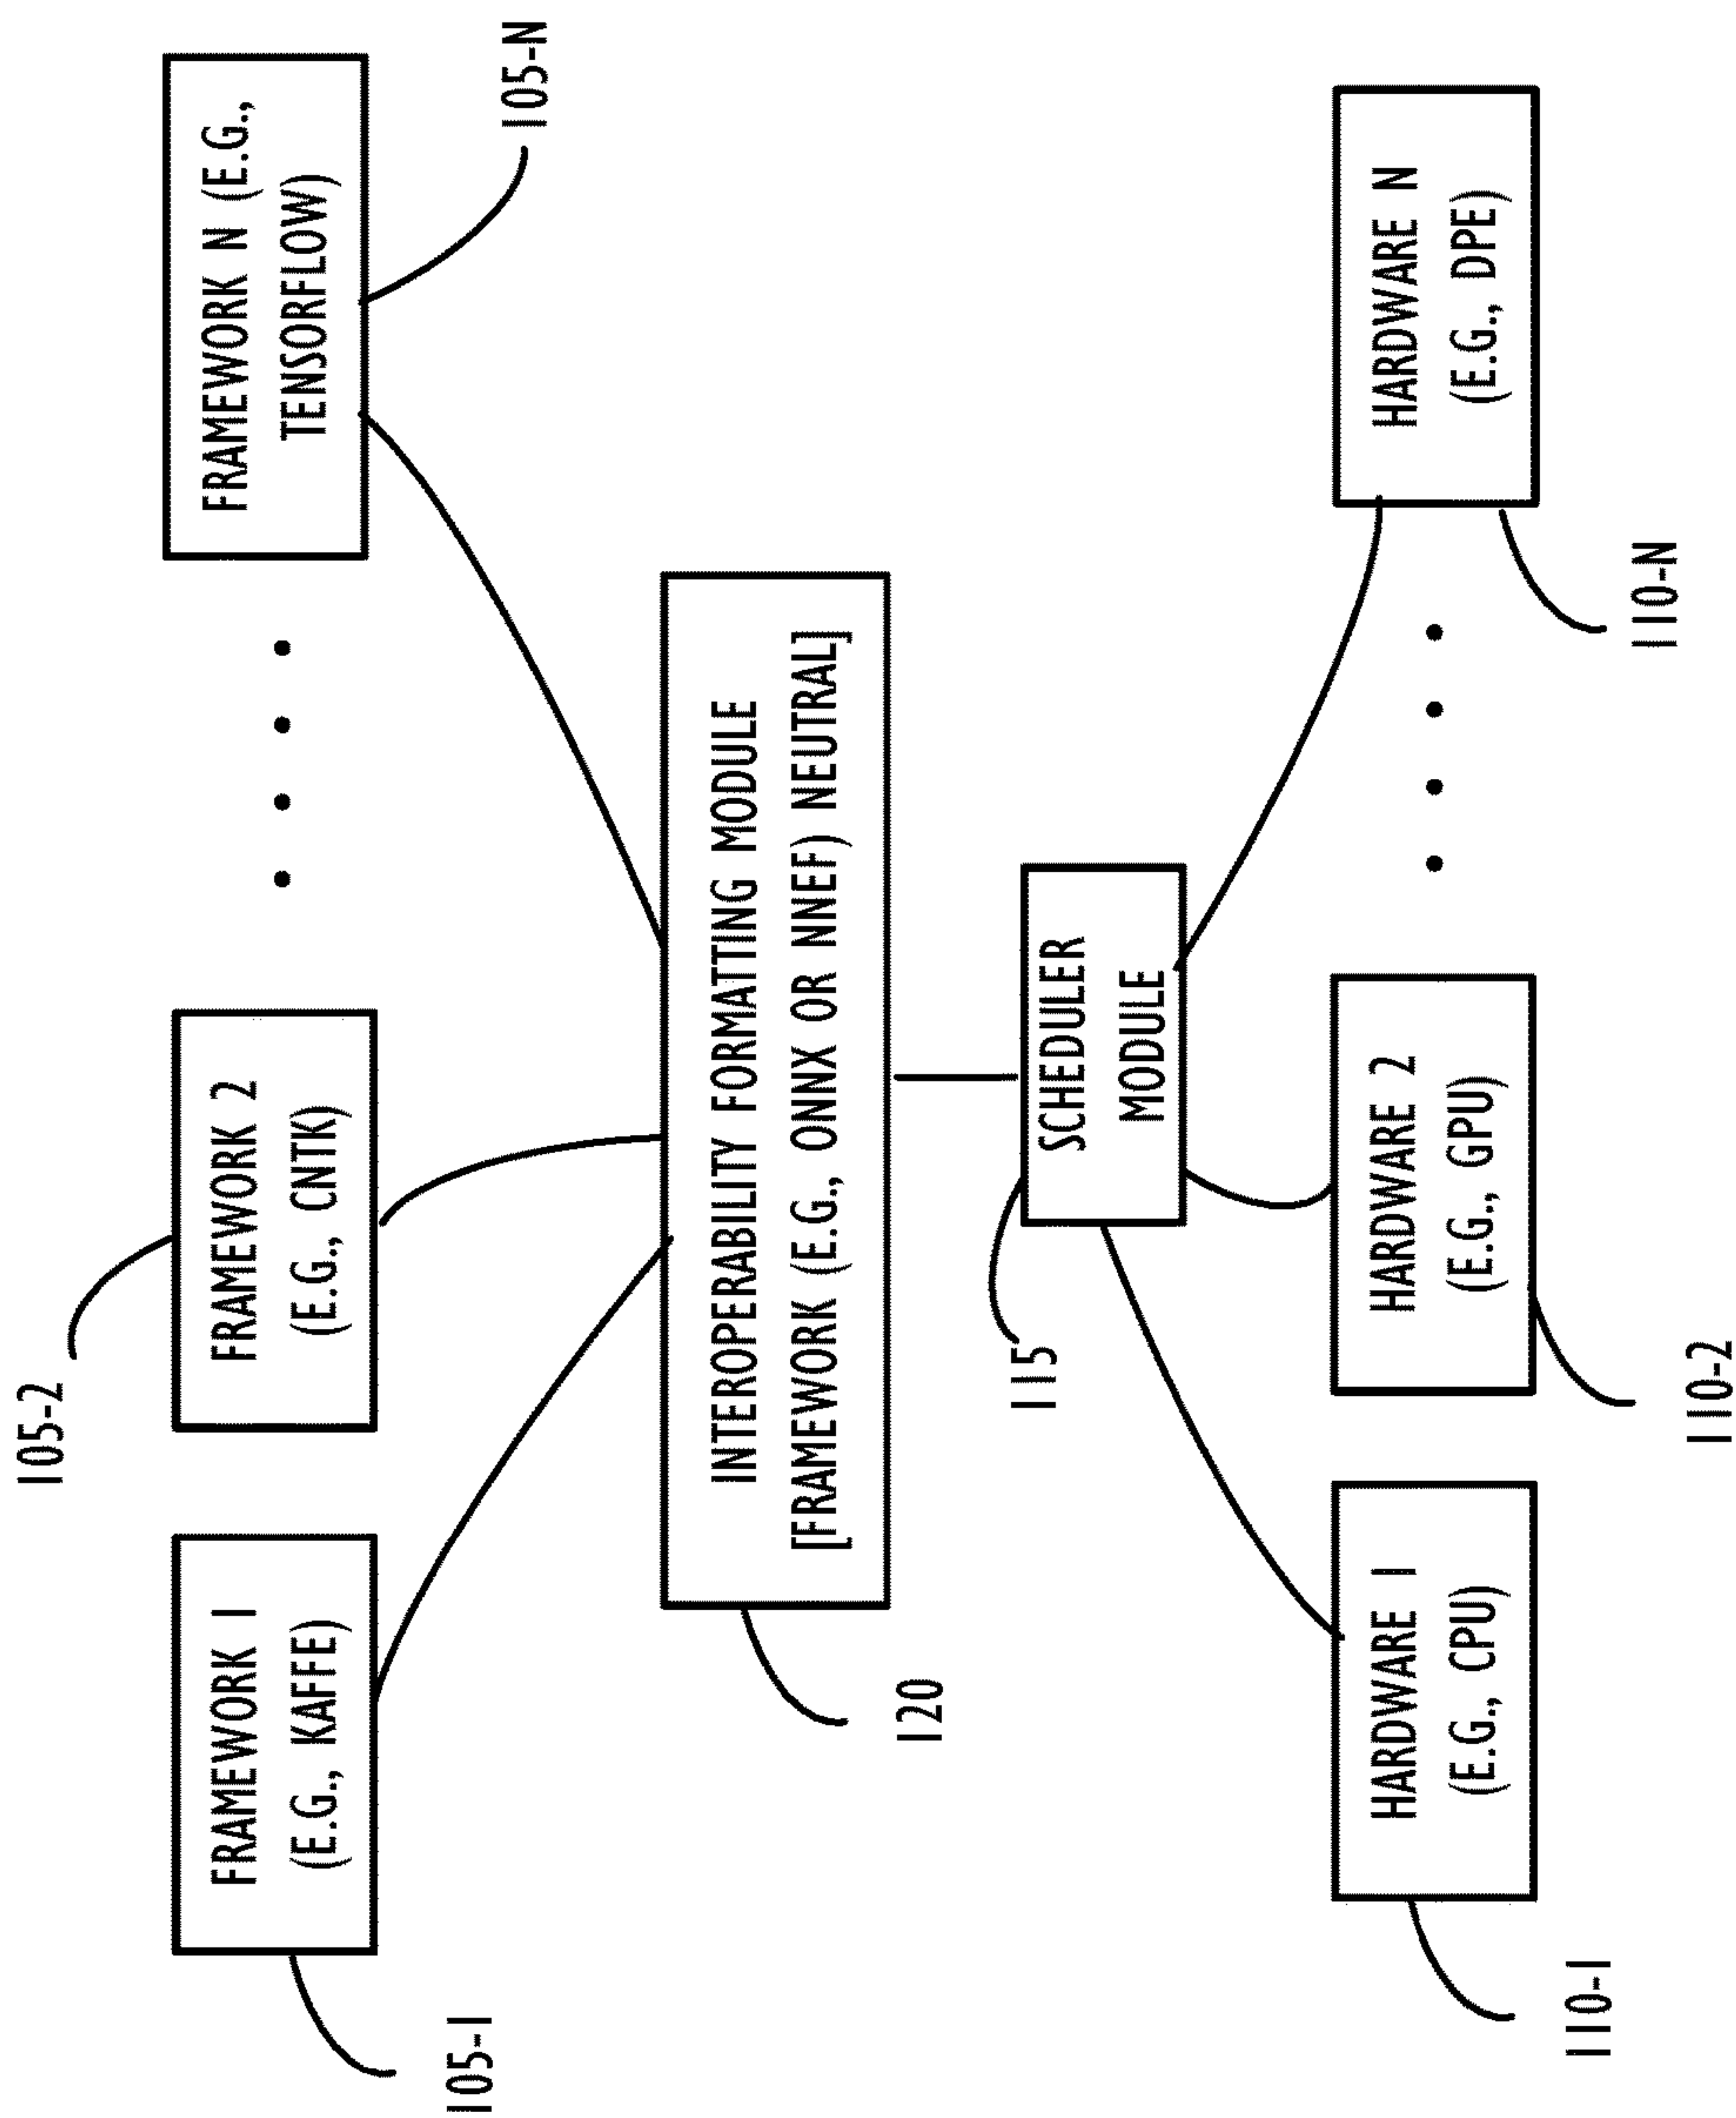 105-2
105-N
FRAMEWORK 1
(E.G., KAFFE)
FRAMEWORK 2
(E.G., CNTK)
FRAMEWORK N (E.G.,
TENSORFLOW)
105-1
INTEROPERABILITY FORMATTING MODULE
[FRAMEWORK (E.G., ONNX OR NNEF) NEUTRAL]
120
SCHEDULER
MODULE
115
HARDWARE 1
(E.G., CPU)
HARDWARE 2
(E.G., GPU)
HARDWARE N
(E.G., DPE)
110-1
110-2
110-N